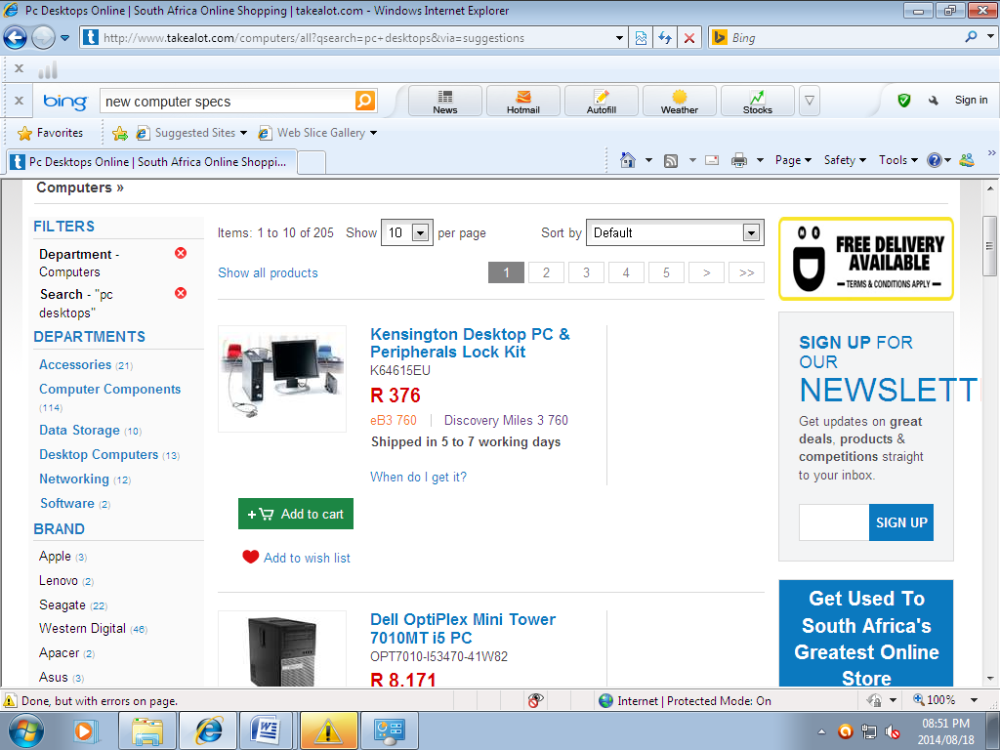 Pc Desktops Online | South Africa Online Shopping | takealot.com - Windows Internet Explorer
http://www.takealot.com/computers/all?qsearch=pc+desktops&via=suggestions
Bing
bing
new computer specs
News
Hotmail
Autofill
Weather
Stocks
Sign in
Favorites
Suggested Sites
Web Slice Gallery
Pc Desktops Online | South Africa Online Shoppi...
Page
Safety
Tools
Computers »
FILTERS
Department -
Computers
Search - "pc
desktops"
DEPARTMENTS
Accessories (21)
Computer Components
(114)
Data Storage (10)
Desktop Computers (13)
Networking (12)
Software (2)
BRAND
Apple (3)
Lenovo (2)
Seagate (22)
Western Digital (46)
Apacer (2)
Asus (3)
Items: 1 to 10 of 205 Show 10 per page
Sort by Default
Show all products
1 2 3 4 5 > >>
Kensington Desktop PC &
Peripherals Lock Kit
K64615EU
R 376
eB3 760 | Discovery Miles 3 760
Shipped in 5 to 7 working days
When do I get it?
+ Add to cart
Add to wish list
Dell OptiPlex Mini Tower
7010MT i5 PC
OPT7010-I53470-41W82
R 8,171
FREE DELIVERY
AVAILABLE
TERMS & CONDITIONS APPLY
SIGN UP FOR
OUR
NEWSLETT
Get updates on great
deals, products &
competitions straight
to your inbox.
SIGN UP
Get Used To
South Africa's
Greatest Online
Store
Done, but with errors on page.
Internet | Protected Mode: On
100%
08:51 PM
2014/08/18